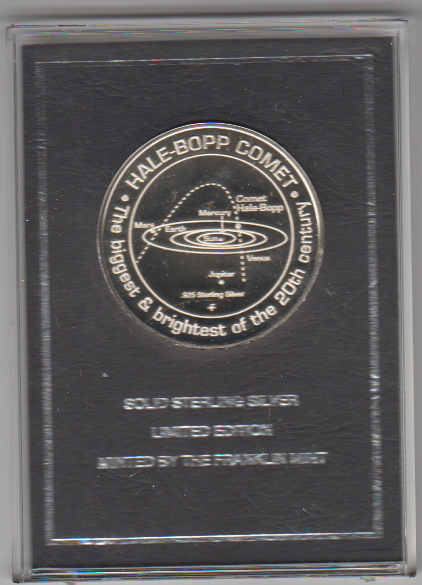 • HALE-BOPP COMET •
The biggest & brightest of the 20th century
Comet
Hale-Bopp
Mercury
Mars
Earth
Sun
Venus
Jupiter
.925 Sterling Silver
SOLID STERLING SILVER
LIMITED EDITION
MINTED BY THE FRANKLIN MINT